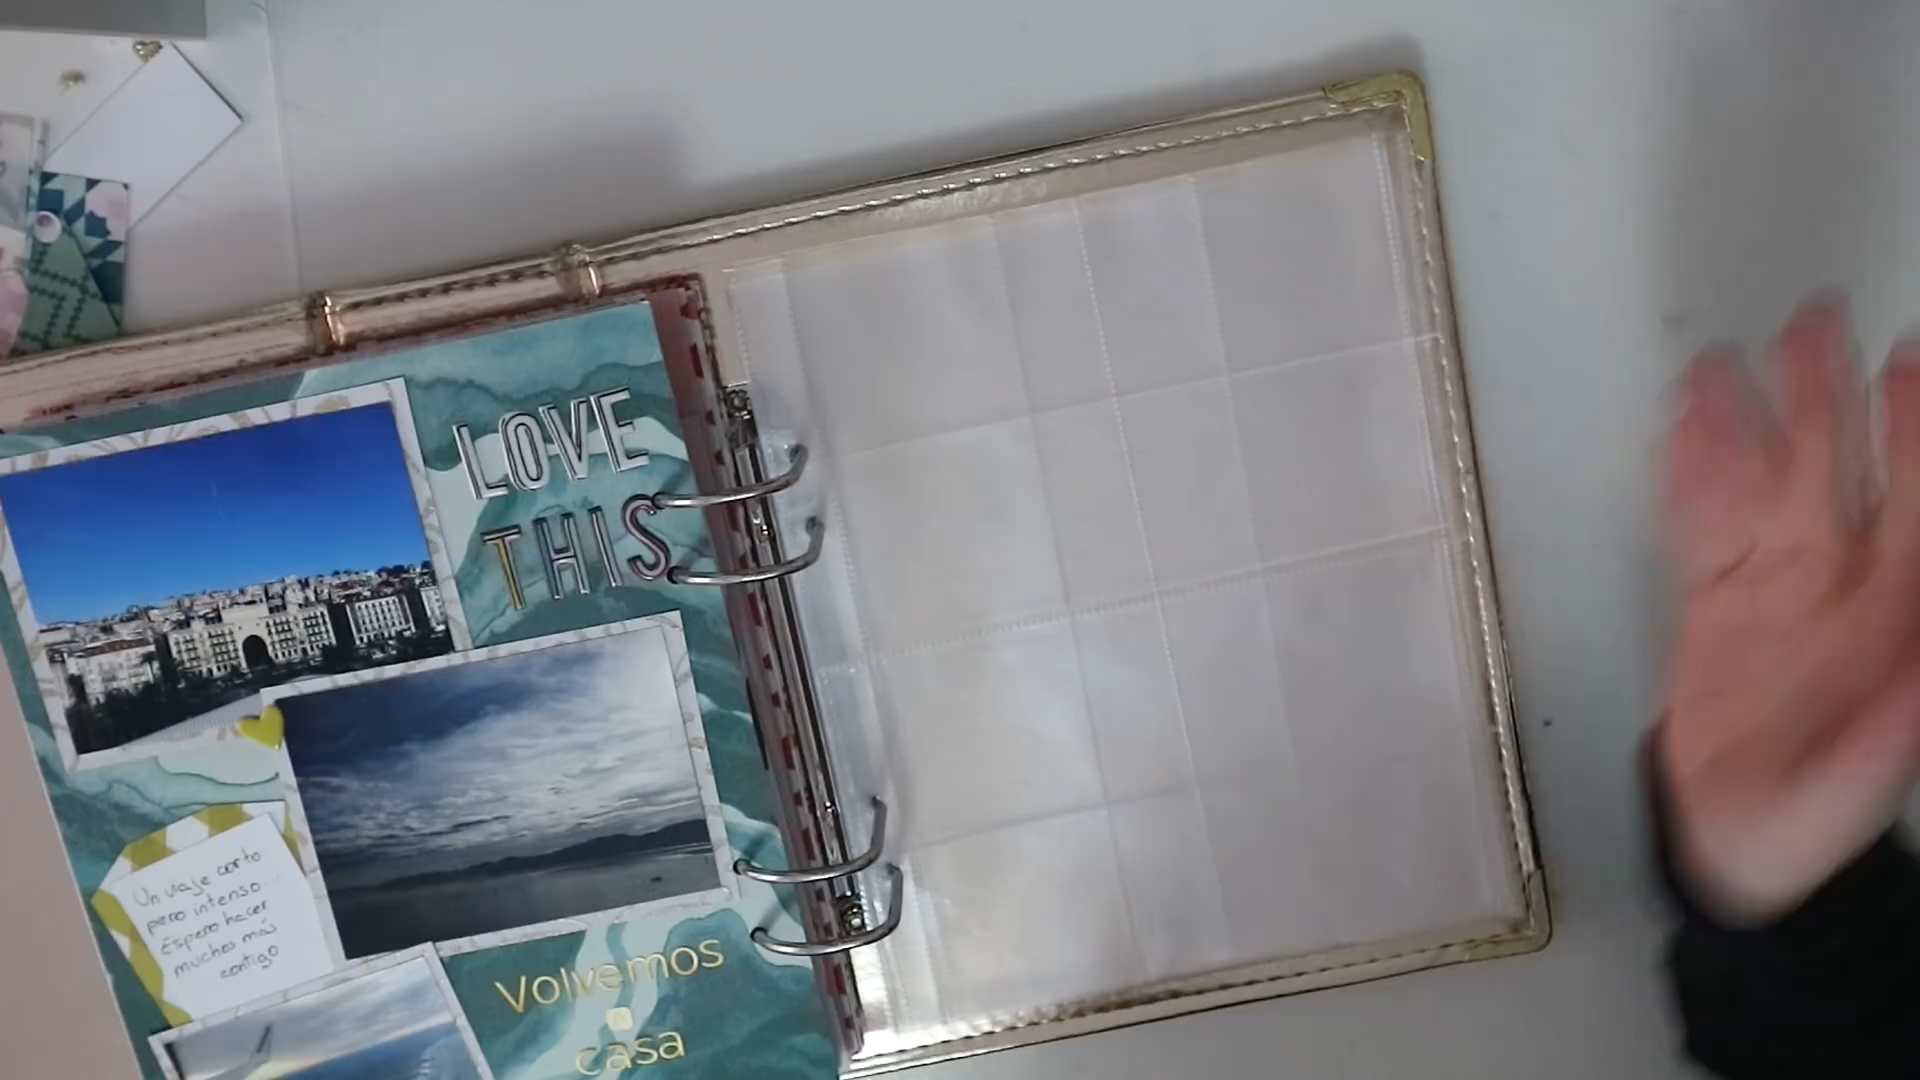 LOVE
THIS
Un viaje corto
pero intenso
Espero hacer
muchos más
contigo
Volvemos
a
casa